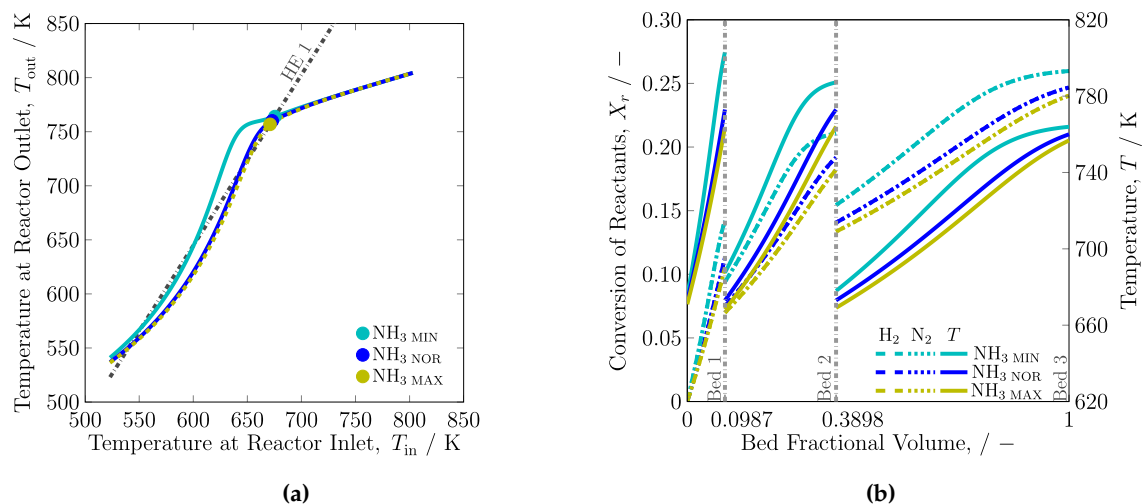 850
800
750
700
650
600
550
500
500 550 600 650 700 750 800 850
Temperature at Reactor Outlet, T_out / K
Temperature at Reactor Inlet, T_in / K
HE 1
NH₃ MIN
NH₃ NOR
NH₃ MAX
(a)
0.30
0.25
0.20
0.15
0.10
0.05
0.00
Conversion of Reactants, X_r / −
820
780
740
700
660
620
Temperature, T / K
Bed 1
Bed 2
Bed 3
H₂ N₂ T
NH₃ MIN
NH₃ NOR
NH₃ MAX
0 0.0987 0.3898 1
Bed Fractional Volume, / −
(b)